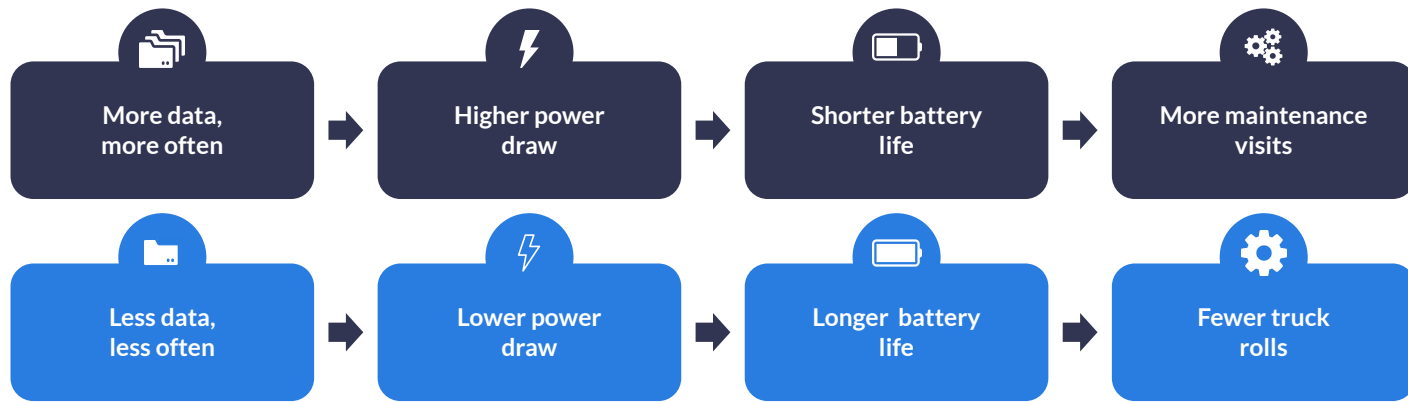 More data,
more often
Higher power
draw
Shorter battery
life
More maintenance
visits
Less data,
less often
Lower power
draw
Longer  battery
life
Fewer truck
rolls